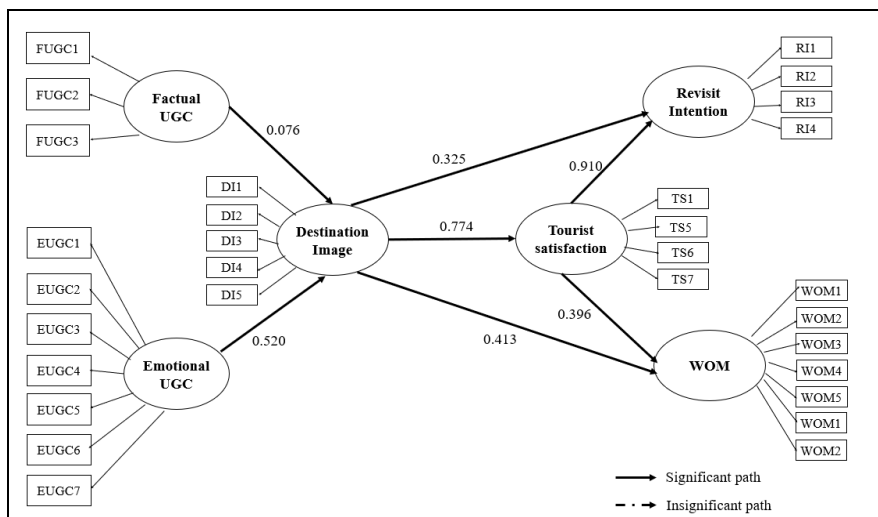 FUGC1
FUGC2
FUGC3
Factual
UGC
0.076
EUGC1
EUGC2
EUGC3
EUGC4
EUGC5
EUGC6
EUGC7
Emotional
UGC
0.520
DI1
DI2
DI3
DI4
DI5
Destination
Image
0.325
0.774
0.413
Tourist
satisfaction
0.910
0.396
TS1
TS5
TS6
TS7
Revisit
Intention
RI1
RI2
RI3
RI4
WOM
WOM1
WOM2
WOM3
WOM4
WOM5
WOM1
WOM2
Significant path
Insignificant path